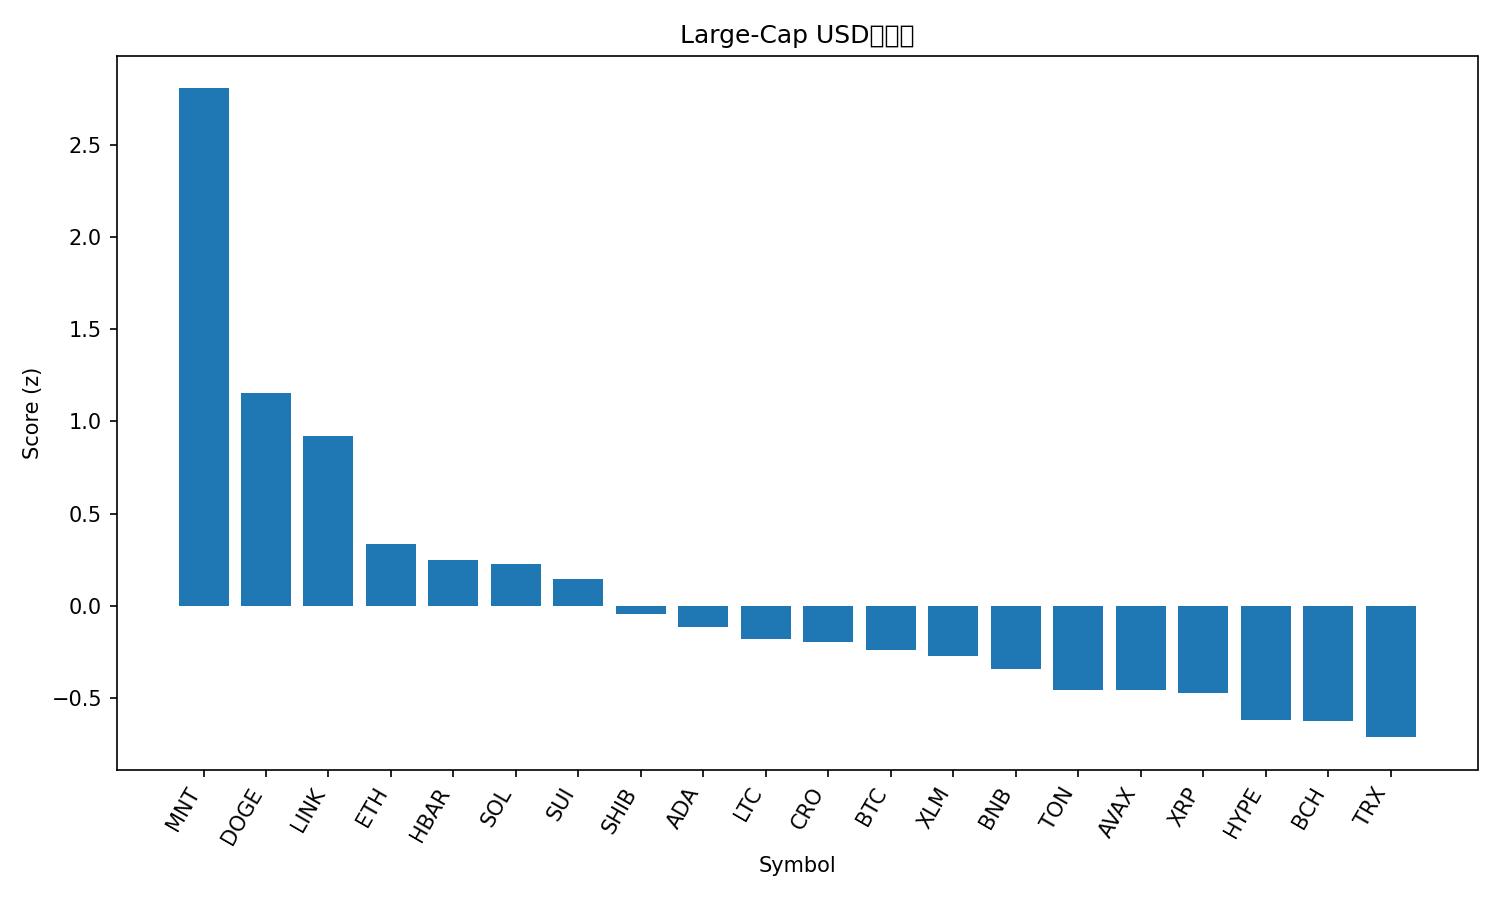 Large-Cap USD
2.5
2.0
1.5
1.0
0.5
0.0
−0.5
Score (z)
MNT
DOGE
LINK
ETH
HBAR
SOL
SUI
SHIB
ADA
LTC
CRO
BTC
XLM
BNB
TON
AVAX
XRP
HYPE
BCH
TRX
Symbol